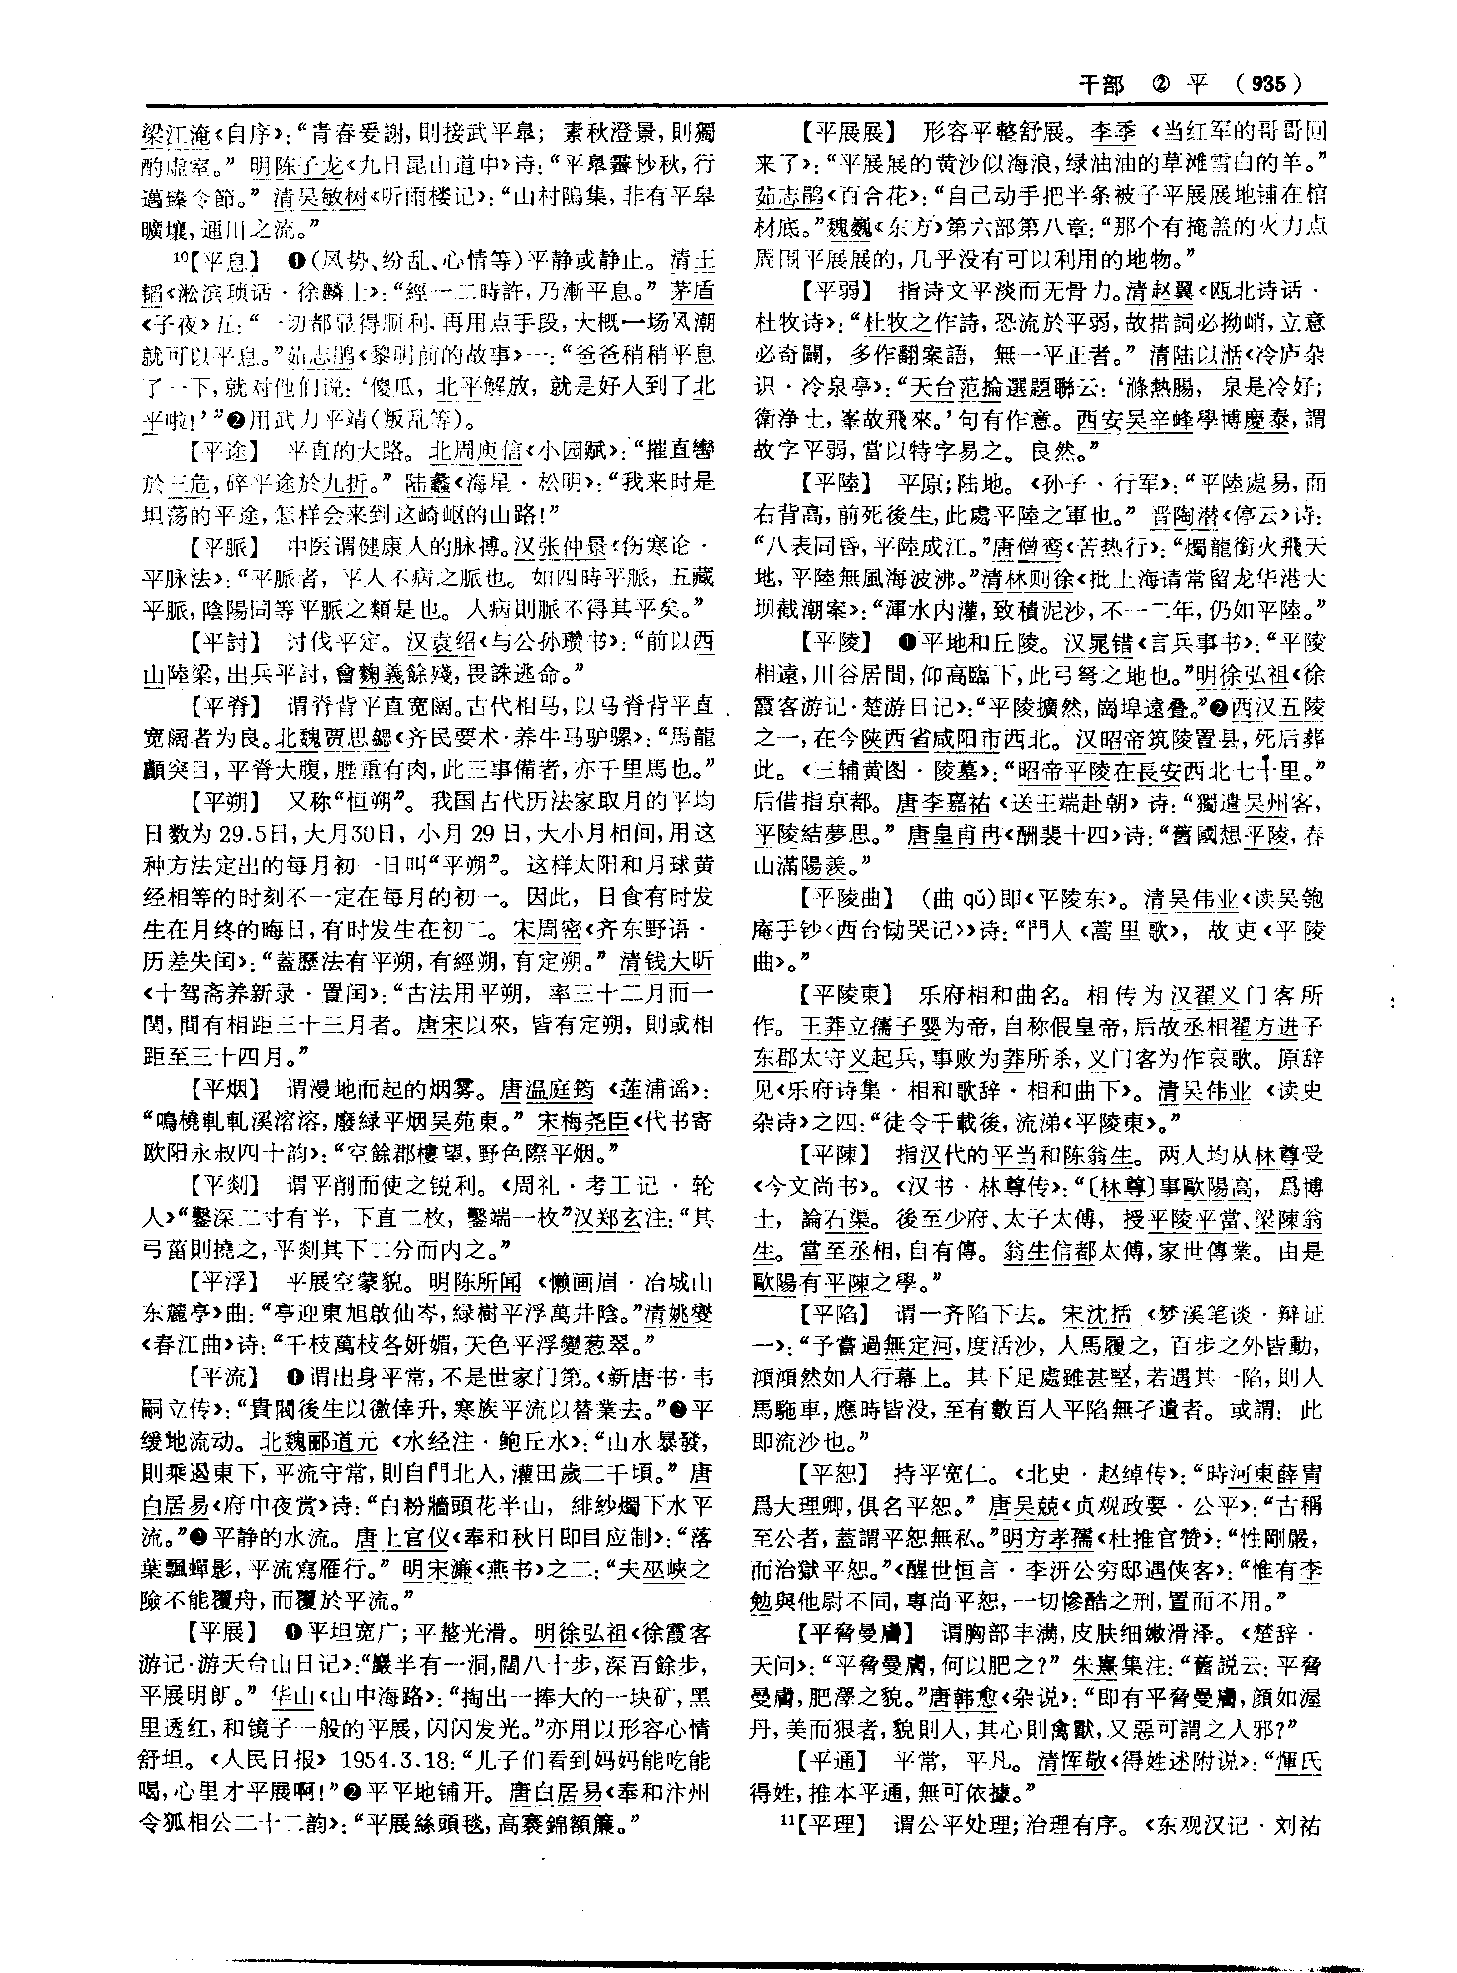 干部 ② 平 （935）
梁江淹《自序》：“青春爰謝，則接武平皋；素秋澄景，則獨
酌虚室。” 明陈子龙《九日昆山道中》诗：“平皋霽杪秋，行
邁臻令節。” 清吴敏树《听雨楼记》：“山村隖集，非有平皋
曠壤，通川之流。”
10【平息】 ❶（风势、纷乱、心情等）平静或静止。清王
韬《淞滨琐话·徐麟士》：“經一二時許，乃漸平息。” 茅盾
《子夜》五：“一切都显得顺利，再用点手段，大概一场风潮
就可以平息。”茹志鹃《黎明前的故事》一：“爸爸稍稍平息
了一下，就对他们说：‘傻瓜，北平解放，就是好人到了北
平啦！’”❷用武力平靖（叛乱等）。
【平途】 平直的大路。北周庾信《小园赋》：“摧直轡
於三危，碎平途於九折。” 陆蠡《海星·松明》：“我来时是
坦荡的平途，怎样会来到这崎岖的山路！”
【平脈】 中医谓健康人的脉搏。汉张仲景《伤寒论·
平脉法》：“平脈者，平人不病之脈也。如四時平脈，五藏
平脈，陰陽同等平脈之類是也。人病則脈不得其平矣。”
【平討】 讨伐平定。汉袁绍《与公孙瓒书》：“前以西
山陸梁，出兵平討，會麴義餘殘，畏誅逃命。”
【平脊】 谓脊背平直宽阔。古代相马，以马脊背平直
宽阔者为良。北魏贾思勰《齐民要术·养牛马驴骡》：“馬龍
顱突目，平脊大腹，䏶重有肉，此三事備者，亦千里馬也。”
【平朔】 又称“恒朔”。我国古代历法家取月的平均
日数为29.5日，大月30日，小月29日，大小月相间，用这
种方法定出的每月初一日叫“平朔”。这样太阳和月球黄
经相等的时刻不一定在每月的初一。因此，日食有时发
生在月终的晦日，有时发生在初二。宋周密《齐东野语·
历差失闰》：“蓋歷法有平朔，有經朔，有定朔。” 清钱大昕
《十驾斋养新录·置闰》：“古法用平朔，率三十二月而一
閏，間有相距三十三月者。唐宋以來，皆有定朔，則或相
距至三十四月。”
【平烟】 谓漫地而起的烟雾。唐温庭筠《莲浦谣》：
“鳴橈軋軋溪溶溶，廢緑平烟吴苑東。” 宋梅尧臣《代书寄
欧阳永叔四十韵》：“空餘郡樓望，野色際平烟。”
【平剡】 谓平削而使之锐利。《周礼·考工记·轮
人》“鑿深二寸有半，下直二枚，鑿端一枚”汉郑玄注：“其
弓菑則撓之，平剡其下二分而内之。”
【平浮】 平展空蒙貌。明陈所闻《懒画眉·冶城山
东麓亭》曲：“亭迎東旭啟仙岑，緑樹平浮萬井陰。”清姚燮
《春江曲》诗：“千枝萬枝各妍媚，天色平浮變葱翠。”
【平流】 ❶谓出身平常，不是世家门第。《新唐书·韦
嗣立传》：“貴閥後生以徼倖升，寒族平流以替業去。”❷平
缓地流动。北魏郦道元《水经注·鲍丘水》：“山水暴發，
則乘遏東下，平流守常，則自門北入，灌田歲二千頃。” 唐
白居易《府中夜赏》诗：“白粉牆頭花半山，緋紗燭下水平
流。”❸平静的水流。唐上官仪《奉和秋日即目应制》：“落
葉飄蟬影，平流寫雁行。” 明宋濂《燕书》之二：“夫巫峽之
險不能覆舟，而覆於平流。”
【平展】 ❶平坦宽广；平整光滑。明徐弘祖《徐霞客
游记·游天台山日记》：“巖半有一洞，闊八十步，深百餘步，
平展明朗。” 华山《山中海路》：“掏出一捧大的一块矿，黑
里透红，和镜子一般的平展，闪闪发光。”亦用以形容心情
舒坦。《人民日报》1954.3.18：“儿子们看到妈妈能吃能
喝，心里才平展啊！”❷平平地铺开。唐白居易《奉和汴州
令狐相公二十二韵》：“平展絲頭毯，高褰錦額簾。”
【平展展】 形容平整舒展。李季《当红军的哥哥回
来了》：“平展展的黄沙似海浪，绿油油的草滩雪白的羊。”
茹志鹃《百合花》：“自己动手把半条被子平展展地铺在棺
材底。”魏巍《东方》第六部第八章：“那个有掩盖的火力点
周围平展展的，几乎没有可以利用的地物。”
【平弱】 指诗文平淡而无骨力。清赵翼《瓯北诗话·
杜牧诗》：“杜牧之作詩，恐流於平弱，故措詞必拗峭，立意
必奇闢，多作翻案語，無一平正者。” 清陆以湉《冷庐杂
识·冷泉亭》：“天台范掄選題聯云：‘滌熱腸，泉是冷好；
衛浄土，峯故飛來。’句有作意。西安吴辛峰學博慶泰，謂
故字平弱，當以特字易之。良然。”
【平陸】 平原；陆地。《孙子·行军》：“平陸處易，而
右背高，前死後生，此處平陸之軍也。” 晋陶潜《停云》诗：
“八表同昏，平陸成江。”唐僧鸾《苦热行》：“燭龍銜火飛天
地，平陸無風海波沸。”清林则徐《批上海请常留龙华港大
坝戤潮案》：“渾水内灌，致積泥沙，不一二年，仍如平陸。”
【平陵】 ❶平地和丘陵。汉晁错《言兵事书》：“平陵
相遠，川谷居間，仰高臨下，此弓弩之地也。”明徐弘祖《徐
霞客游记·楚游日记》：“平陵擴然，崗埠遠疊。”❷西汉五陵
之一，在今陕西省咸阳市西北。汉昭帝筑陵置县，死后葬
此。《三辅黄图·陵墓》：“昭帝平陵在長安西北七十里。”
后借指京都。唐李嘉祐《送王端赴朝》诗：“獨遣吴州客，
平陵結夢思。” 唐皇甫冉《酬裴十四》诗：“舊國想平陵，春
山滿陽羨。”
【平陵曲】 （曲qǔ）即《平陵东》。清吴伟业《读吴匏
庵手钞〈西台恸哭记〉》诗：“門人《蒿里歌》，故吏《平陵
曲》。”
【平陵東】 乐府相和曲名。相传为汉翟义门客所
作。王莽立孺子婴为帝，自称假皇帝，后故丞相翟方进子
东郡太守义起兵，事败为莽所杀，义门客为作哀歌。原辞
见《乐府诗集·相和歌辞·相和曲下》。清吴伟业《读史
杂诗》之四：“徒令千載後，流涕《平陵東》。”
【平陳】 指汉代的平当和陈翁生。两人均从林尊受
《今文尚书》。《汉书·林尊传》：“〔林尊〕事歐陽高，爲博
士，論石渠。後至少府、太子太傅，授平陵平當、梁陳翁
生。當至丞相，自有傳。翁生信都太傅，家世傳業。由是
歐陽有平陳之學。”
【平陷】 谓一齐陷下去。宋沈括《梦溪笔谈·辩证
一》：“予嘗過無定河，度活沙，人馬履之，百步之外皆動，
澒澒然如人行幕上。其下足處雖甚堅，若遇其一陷，則人
馬駞車，應時皆没，至有數百人平陷無孑遺者。或謂：此
即流沙也。”
【平恕】 持平宽仁。《北史·赵绰传》：“時河東薛胄
爲大理卿，俱名平恕。” 唐吴兢《贞观政要·公平》：“古稱
至公者，蓋謂平恕無私。”明方孝孺《杜推官赞》：“性剛嚴，
而治獄平恕。”《醒世恒言·李汧公穷邸遇侠客》：“惟有李
勉與他尉不同，專尚平恕，一切慘酷之刑，置而不用。”
【平脅曼膚】 谓胸部丰满，皮肤细嫩滑泽。《楚辞·
天问》：“平脅曼膚，何以肥之？” 朱熹集注：“舊説云：平脅
曼膚，肥澤之貌。”唐韩愈《杂说》：“即有平脅曼膚，顔如渥
丹，美而狠者，貌則人，其心則禽獸，又惡可謂之人邪？”
【平通】 平常，平凡。清恽敬《得姓述附说》：“惲氏
得姓，推本平通，無可依據。”
11【平理】 谓公平处理；治理有序。《东观汉记·刘祐